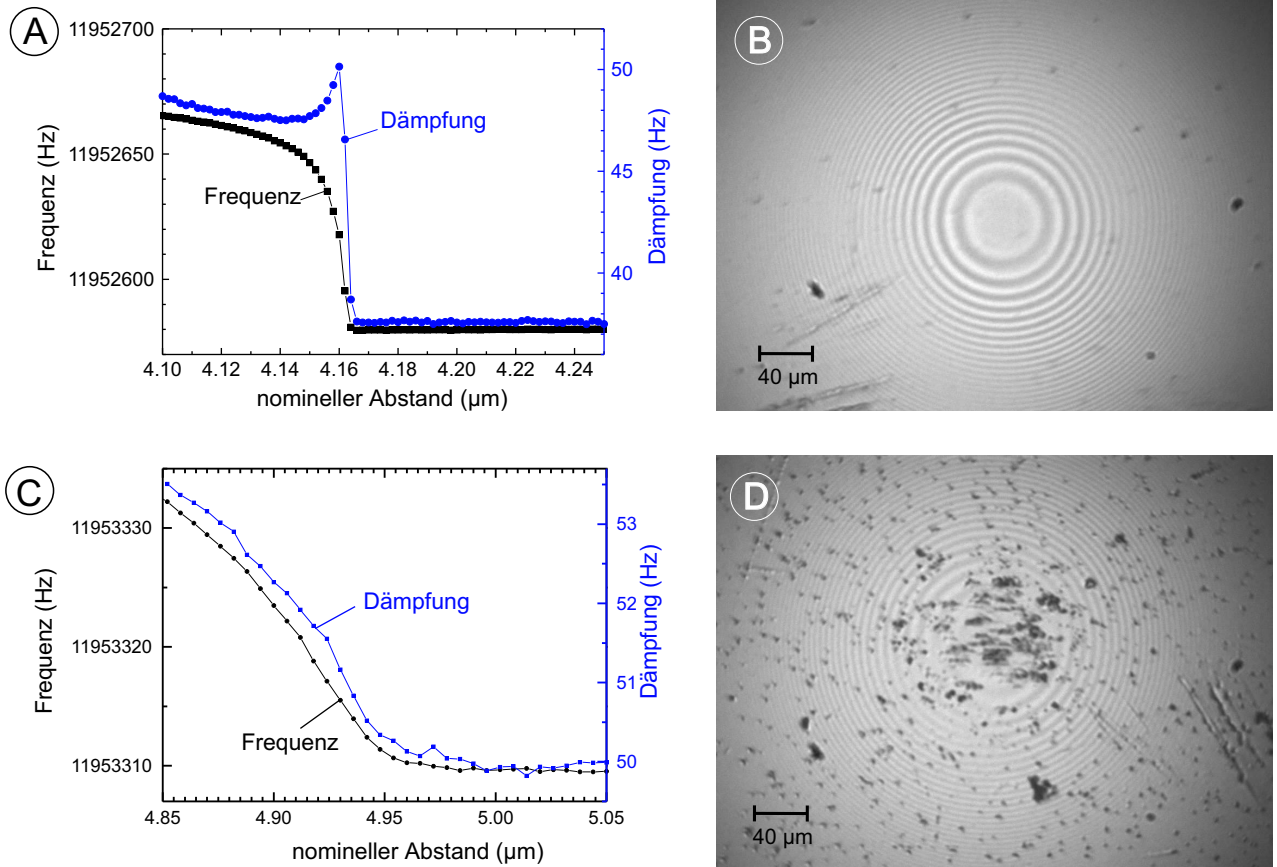 A
11952700
11952650
11952600
Frequenz (Hz)
Dämpfung
Frequenz
50
45
40
Dämpfung (Hz)
4.10 4.12 4.14 4.16 4.18 4.20 4.22 4.24
nomineller Abstand (µm)
B
40 µm
C
11953330
11953320
11953310
Frequenz (Hz)
Dämpfung
Frequenz
53
52
51
50
Dämpfung (Hz)
4.85 4.90 4.95 5.00 5.05
nomineller Abstand (µm)
D
40 µm